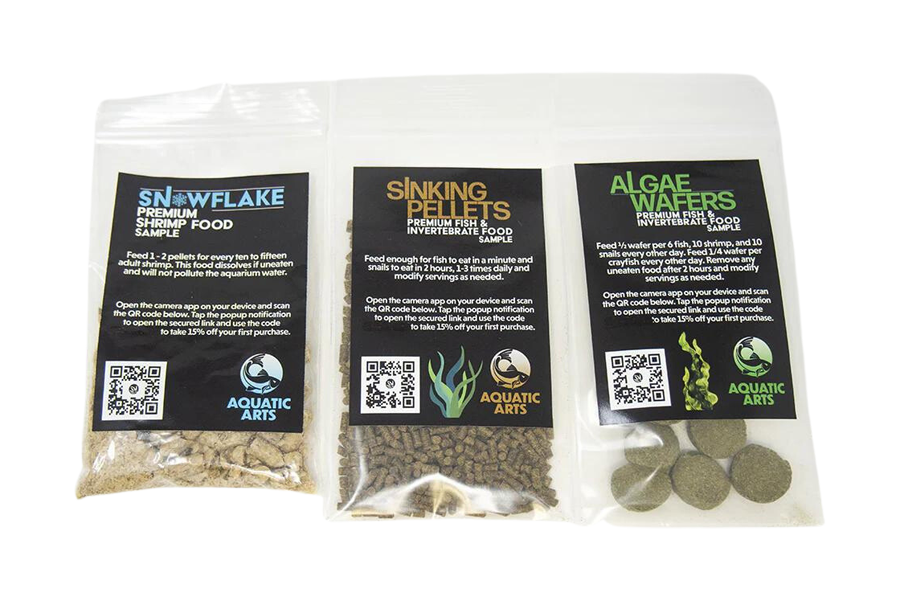 SNOWFLAKE
PREMIUM
SHRIMP FOOD
SAMPLE
Feed 1 - 2 pellets for every ten to fifteen
adult shrimp. This food dissolves if uneaten
and will not pollute the aquarium water.
Open the camera app on your device and scan
the QR code below. Tap the popup notification
to open the secured link and use the code
to take 15% off your first purchase.
AQUATIC
ARTS
SINKING
PELLETS
PREMIUM FISH &
INVERTEBRATE FOOD
SAMPLE
Feed enough for fish to eat in a minute and
snails to eat in 2 hours, 1-3 times daily and
modify servings as needed.
Open the camera app on your device and scan
the QR code below. Tap the popup notification
to open the secured link and use the code
to take 15% off your first purchase.
AQUATIC
ARTS
ALGAE
WAFERS
PREMIUM FISH &
INVERTEBRATE FOOD
SAMPLE
Feed ½ wafer per 6 fish, 10 shrimp, and 10
snails every other day. Feed 1/4 wafer per
crayfish every other day. Remove any
uneaten food after 2 hours and modify
servings as needed.
Open the camera app on your device and scan
the QR code below. Tap the popup notification
to open the secured link and use the code
to take 15% off your first purchase.
AQUATIC
ARTS